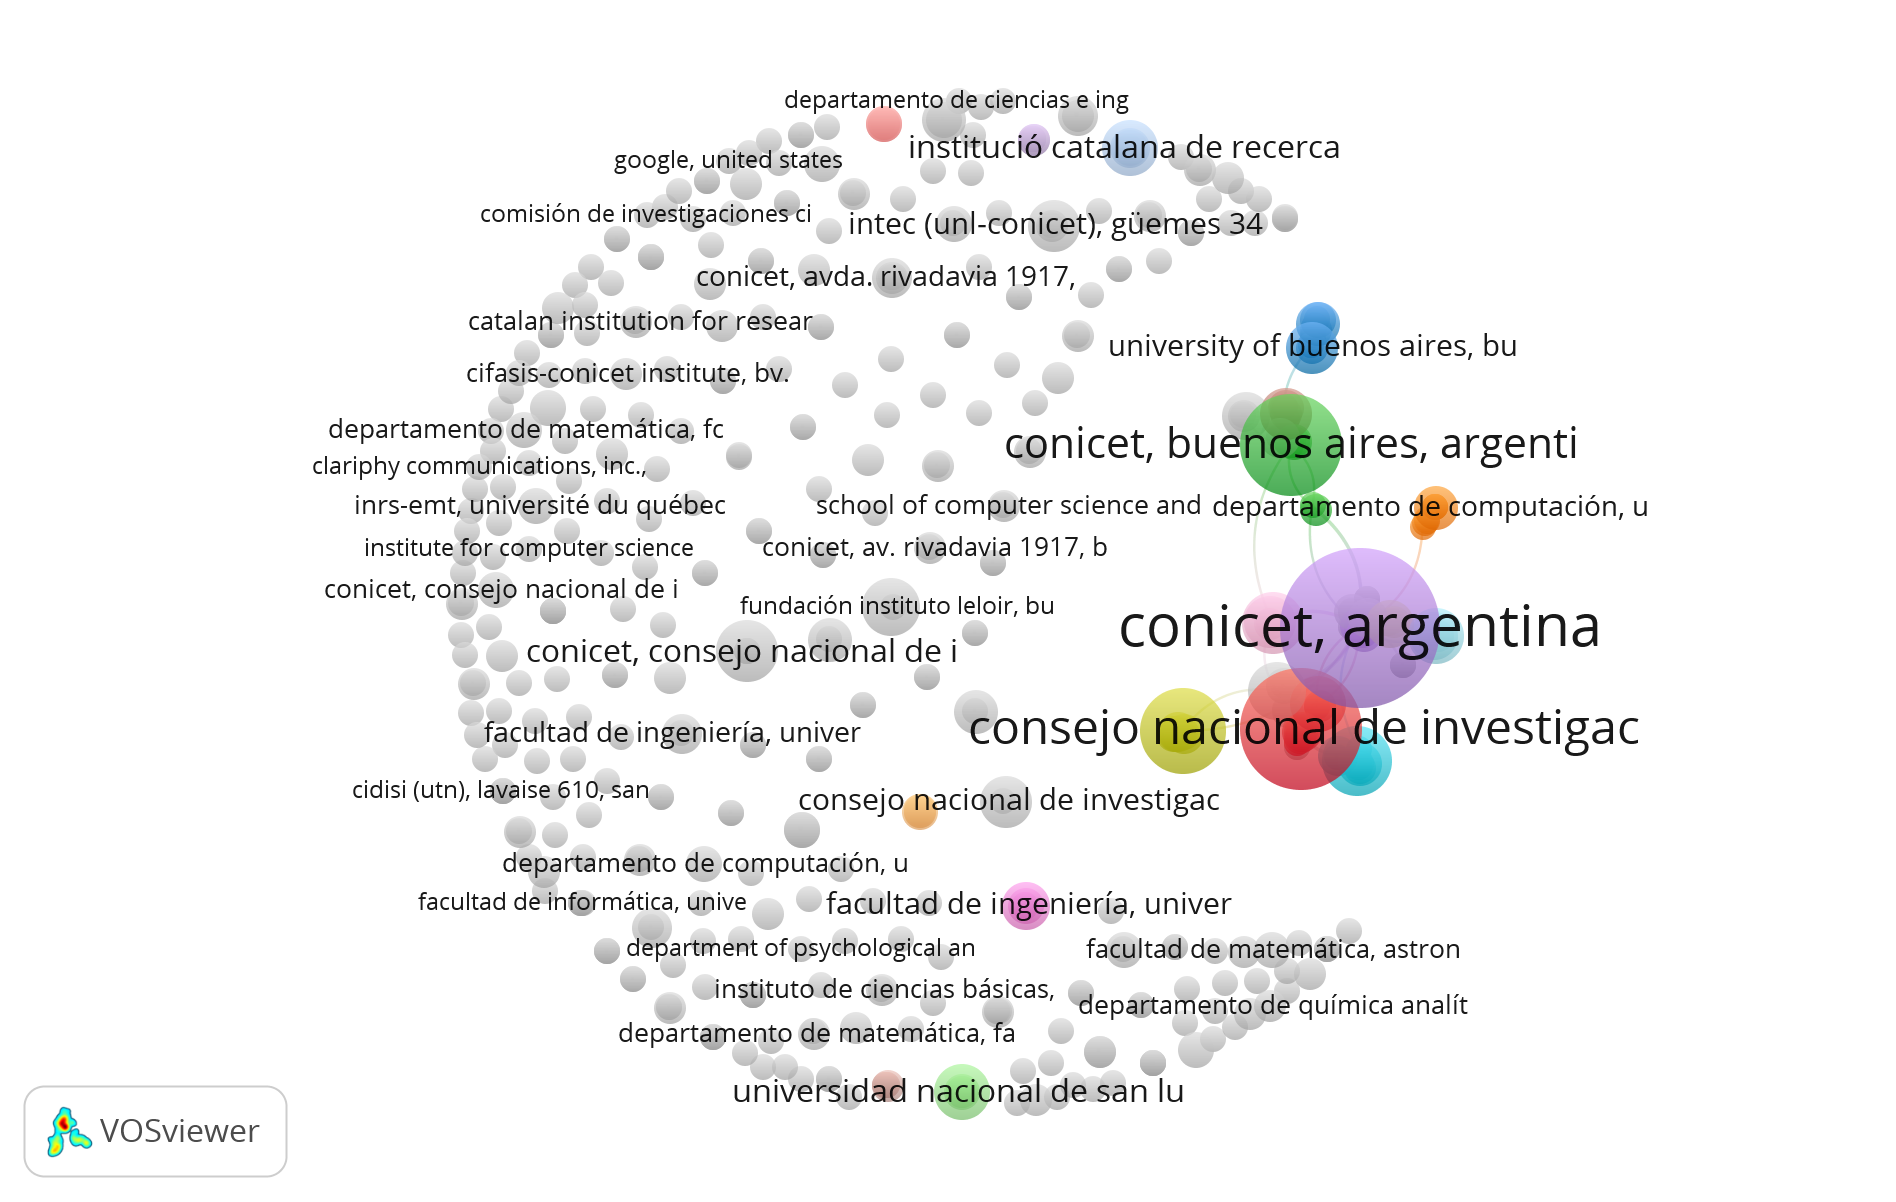 departamento de ciencias e ing
institució catalana de recerca
google, united states
comisión de investigaciones ci
intec (unl-conicet), güemes 34
conicet, avda. rivadavia 1917,
catalan institution for resear
university of buenos aires, bu
cifasis-conicet institute, bv.
departamento de matemática, fc
conicet, buenos aires, argenti
clariphy communications, inc.,
inrs-emt, université du québec
school of computer science and
departamento de computación, u
institute for computer science
conicet, av. rivadavia 1917, b
conicet, consejo nacional de i
fundación instituto leloir, bu
conicet, argentina
conicet, consejo nacional de i
facultad de ingeniería, univer
consejo nacional de investigac
cidisi (utn), lavaise 610, san
consejo nacional de investigac
departamento de computación, u
facultad de informática, unive
facultad de ingeniería, univer
department of psychological an
facultad de matemática, astron
instituto de ciencias básicas,
departamento de química analít
departamento de matemática, fa
universidad nacional de san lu
VOSviewer